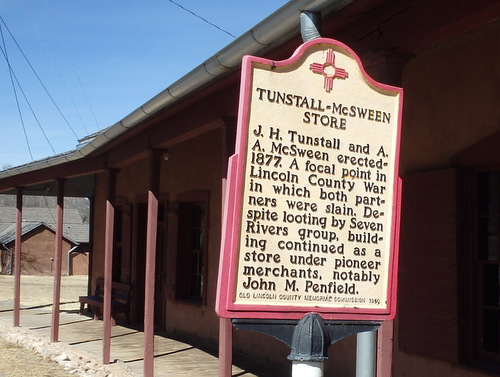 TUNSTALL-McSWEEN
STORE
J. H. Tunstall and A.
A. McSween erected-
1877. A focal point in
Lincoln County War
in which both part-
ners were slain. De-
spite looting by Seven
Rivers group, build-
ing continued as a
store under pioneer
merchants, notably
John M. Penfield.
OLD LINCOLN COUNTY MEMORIAL COMMISSION